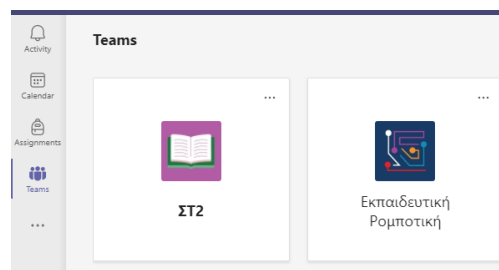 Activity
Calendar
Assignments
Teams
...
Teams
...
ΣΤ2
...
Εκπαιδευτική
Ρομποτική